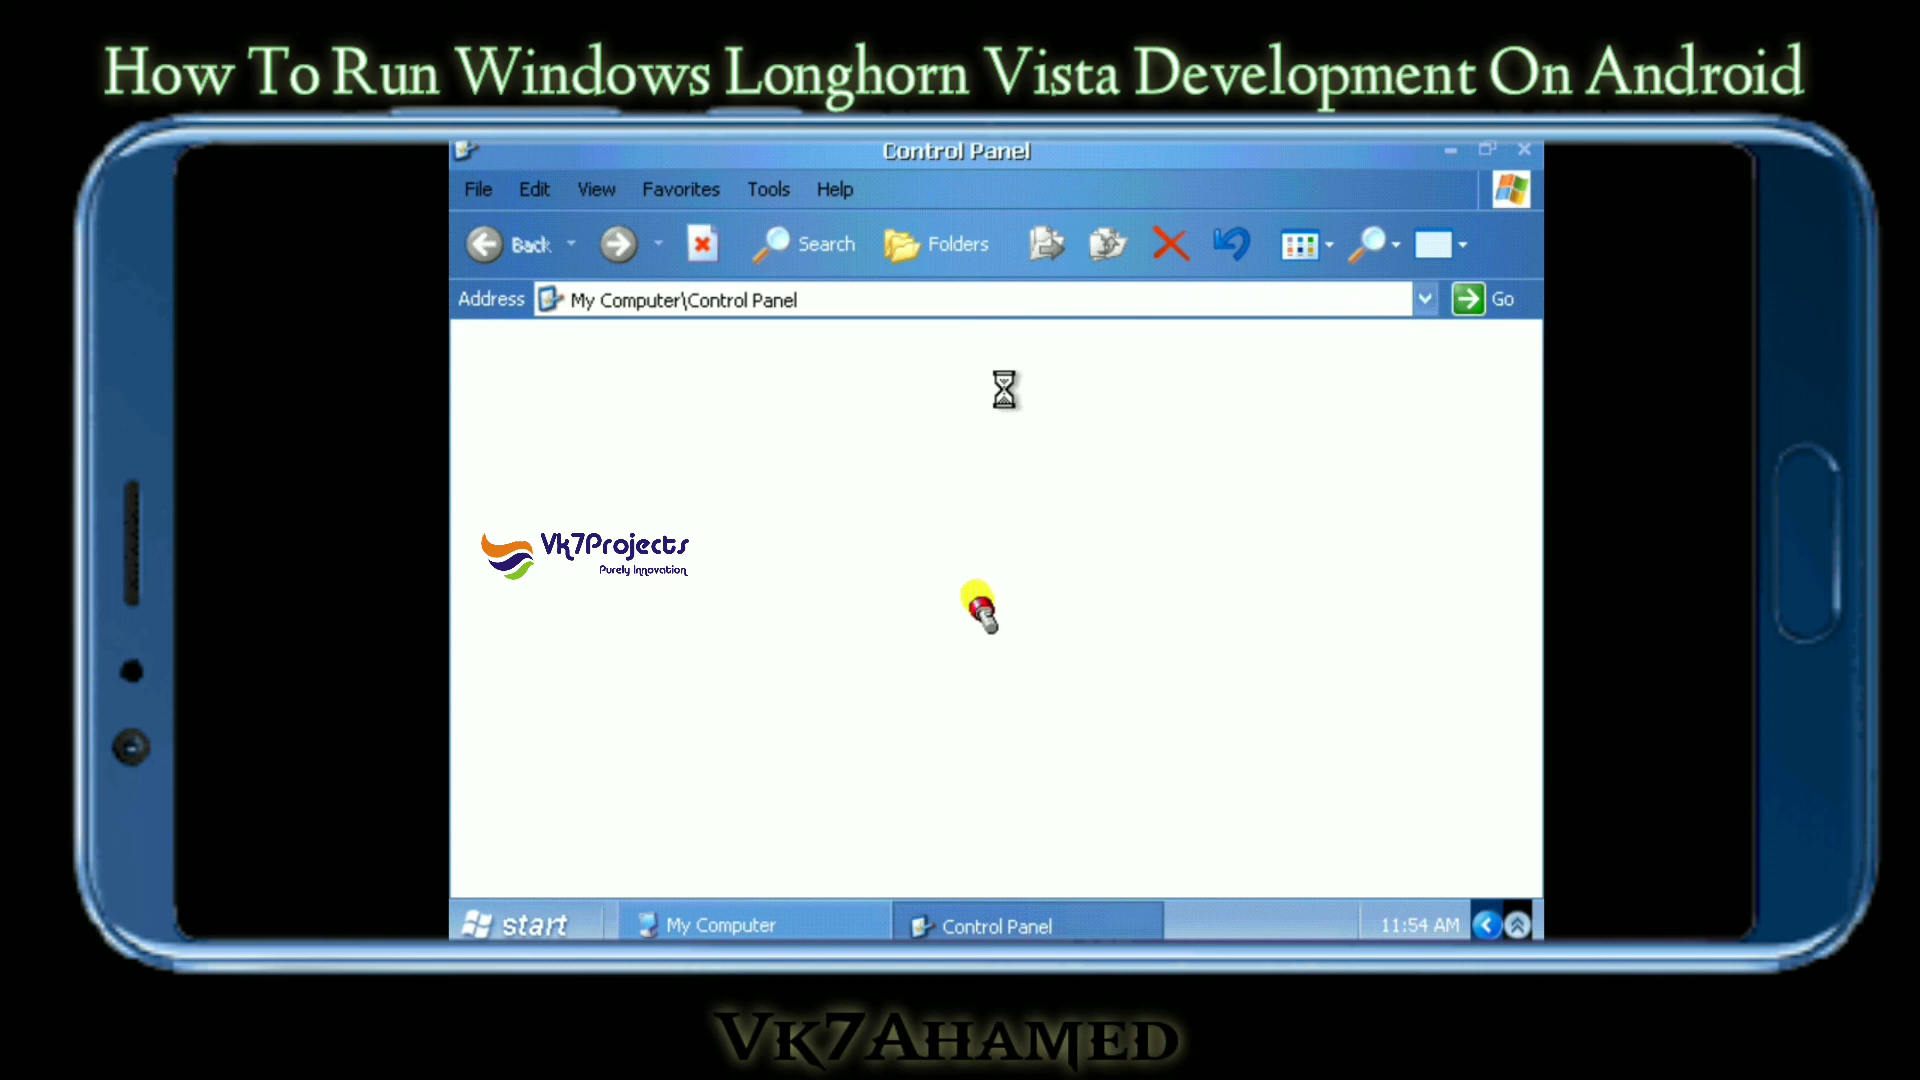 How To Run Windows Longhorn Vista Development On Android
Control Panel
File Edit View Favorites Tools Help
Back Search Folders
Address My Computer\Control Panel Go
Vk7Projects
Purely Innovation
start My Computer Control Panel 11:54 AM
Vk7Ahamed